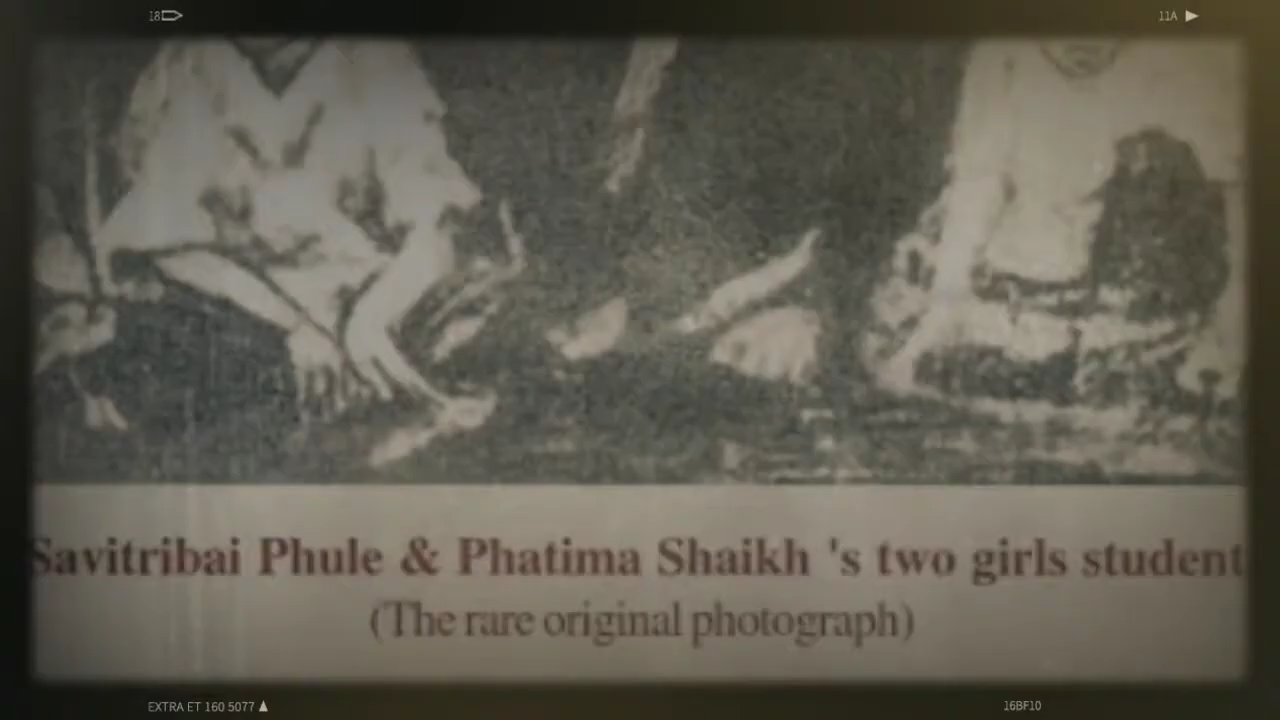 18 11A
Savitribai Phule & Phatima Shaikh 's two girls student
(The rare original photograph)
EXTRA ET 160 5077 16BF10